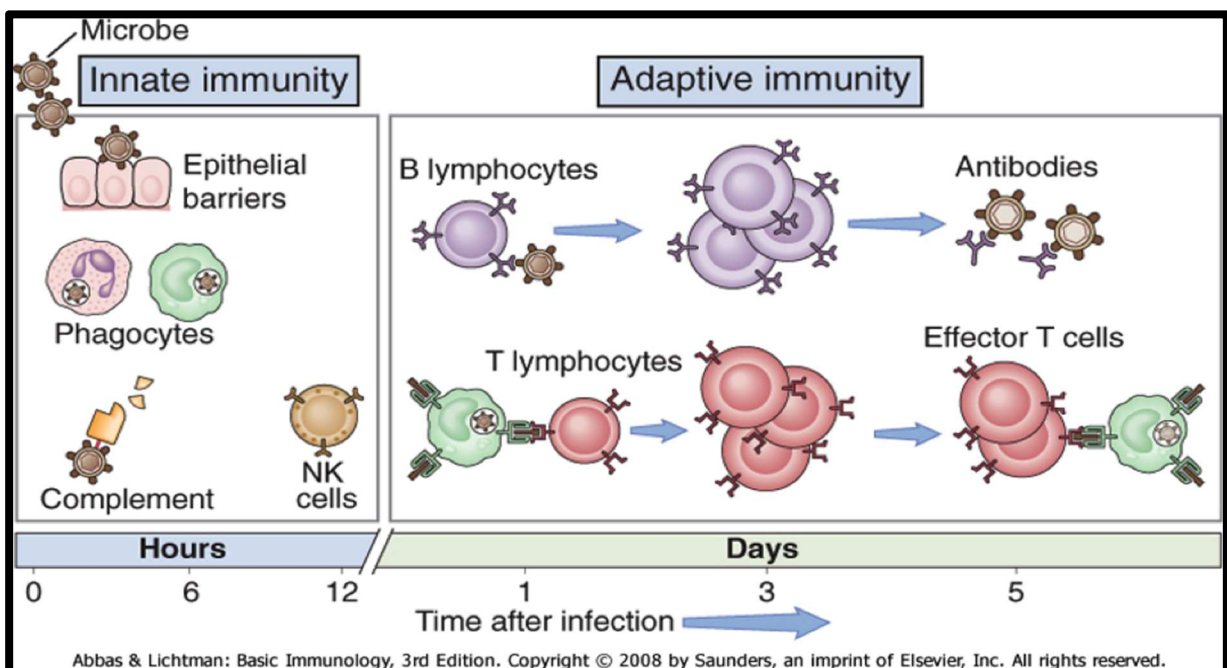 Microbe
Innate immunity
Adaptive immunity
Epithelial
barriers
Phagocytes
Complement
NK
cells
B lymphocytes
Antibodies
T lymphocytes
Effector T cells
Hours
Days
0
6
12
1
3
5
Time after infection
Abbas & Lichtman: Basic Immunology, 3rd Edition. Copyright © 2008 by Saunders, an imprint of Elsevier, Inc. All rights reserved.